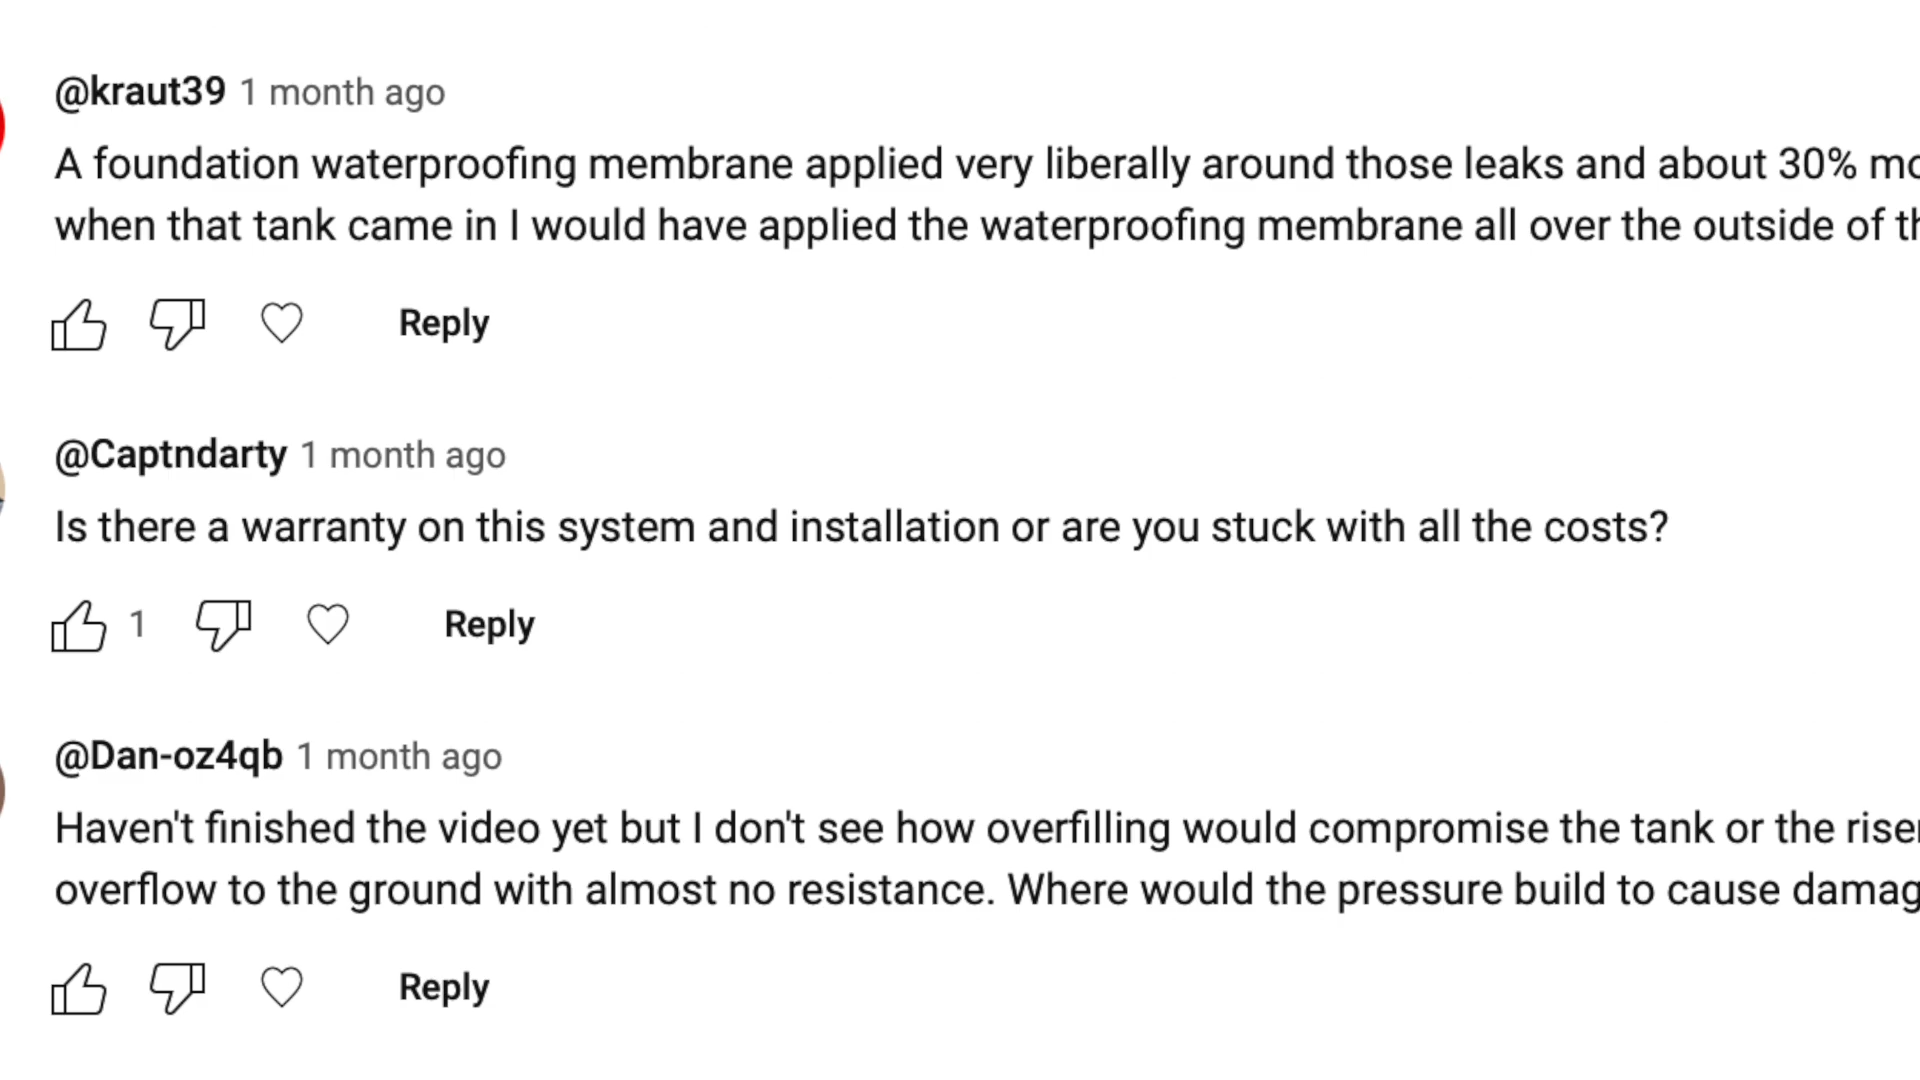 @kraut39 1 month ago
A foundation waterproofing membrane applied very liberally around those leaks and about 30%
when that tank came in I would have applied the waterproofing membrane all over the outside of
Reply
@Captndarty 1 month ago
Is there a warranty on this system and installation or are you stuck with all the costs?
1
Reply
@Dan-oz4qb 1 month ago
Haven't finished the video yet but I don't see how overfilling would compromise the tank or the
overflow to the ground with almost no resistance. Where would the pressure build to cause
Reply